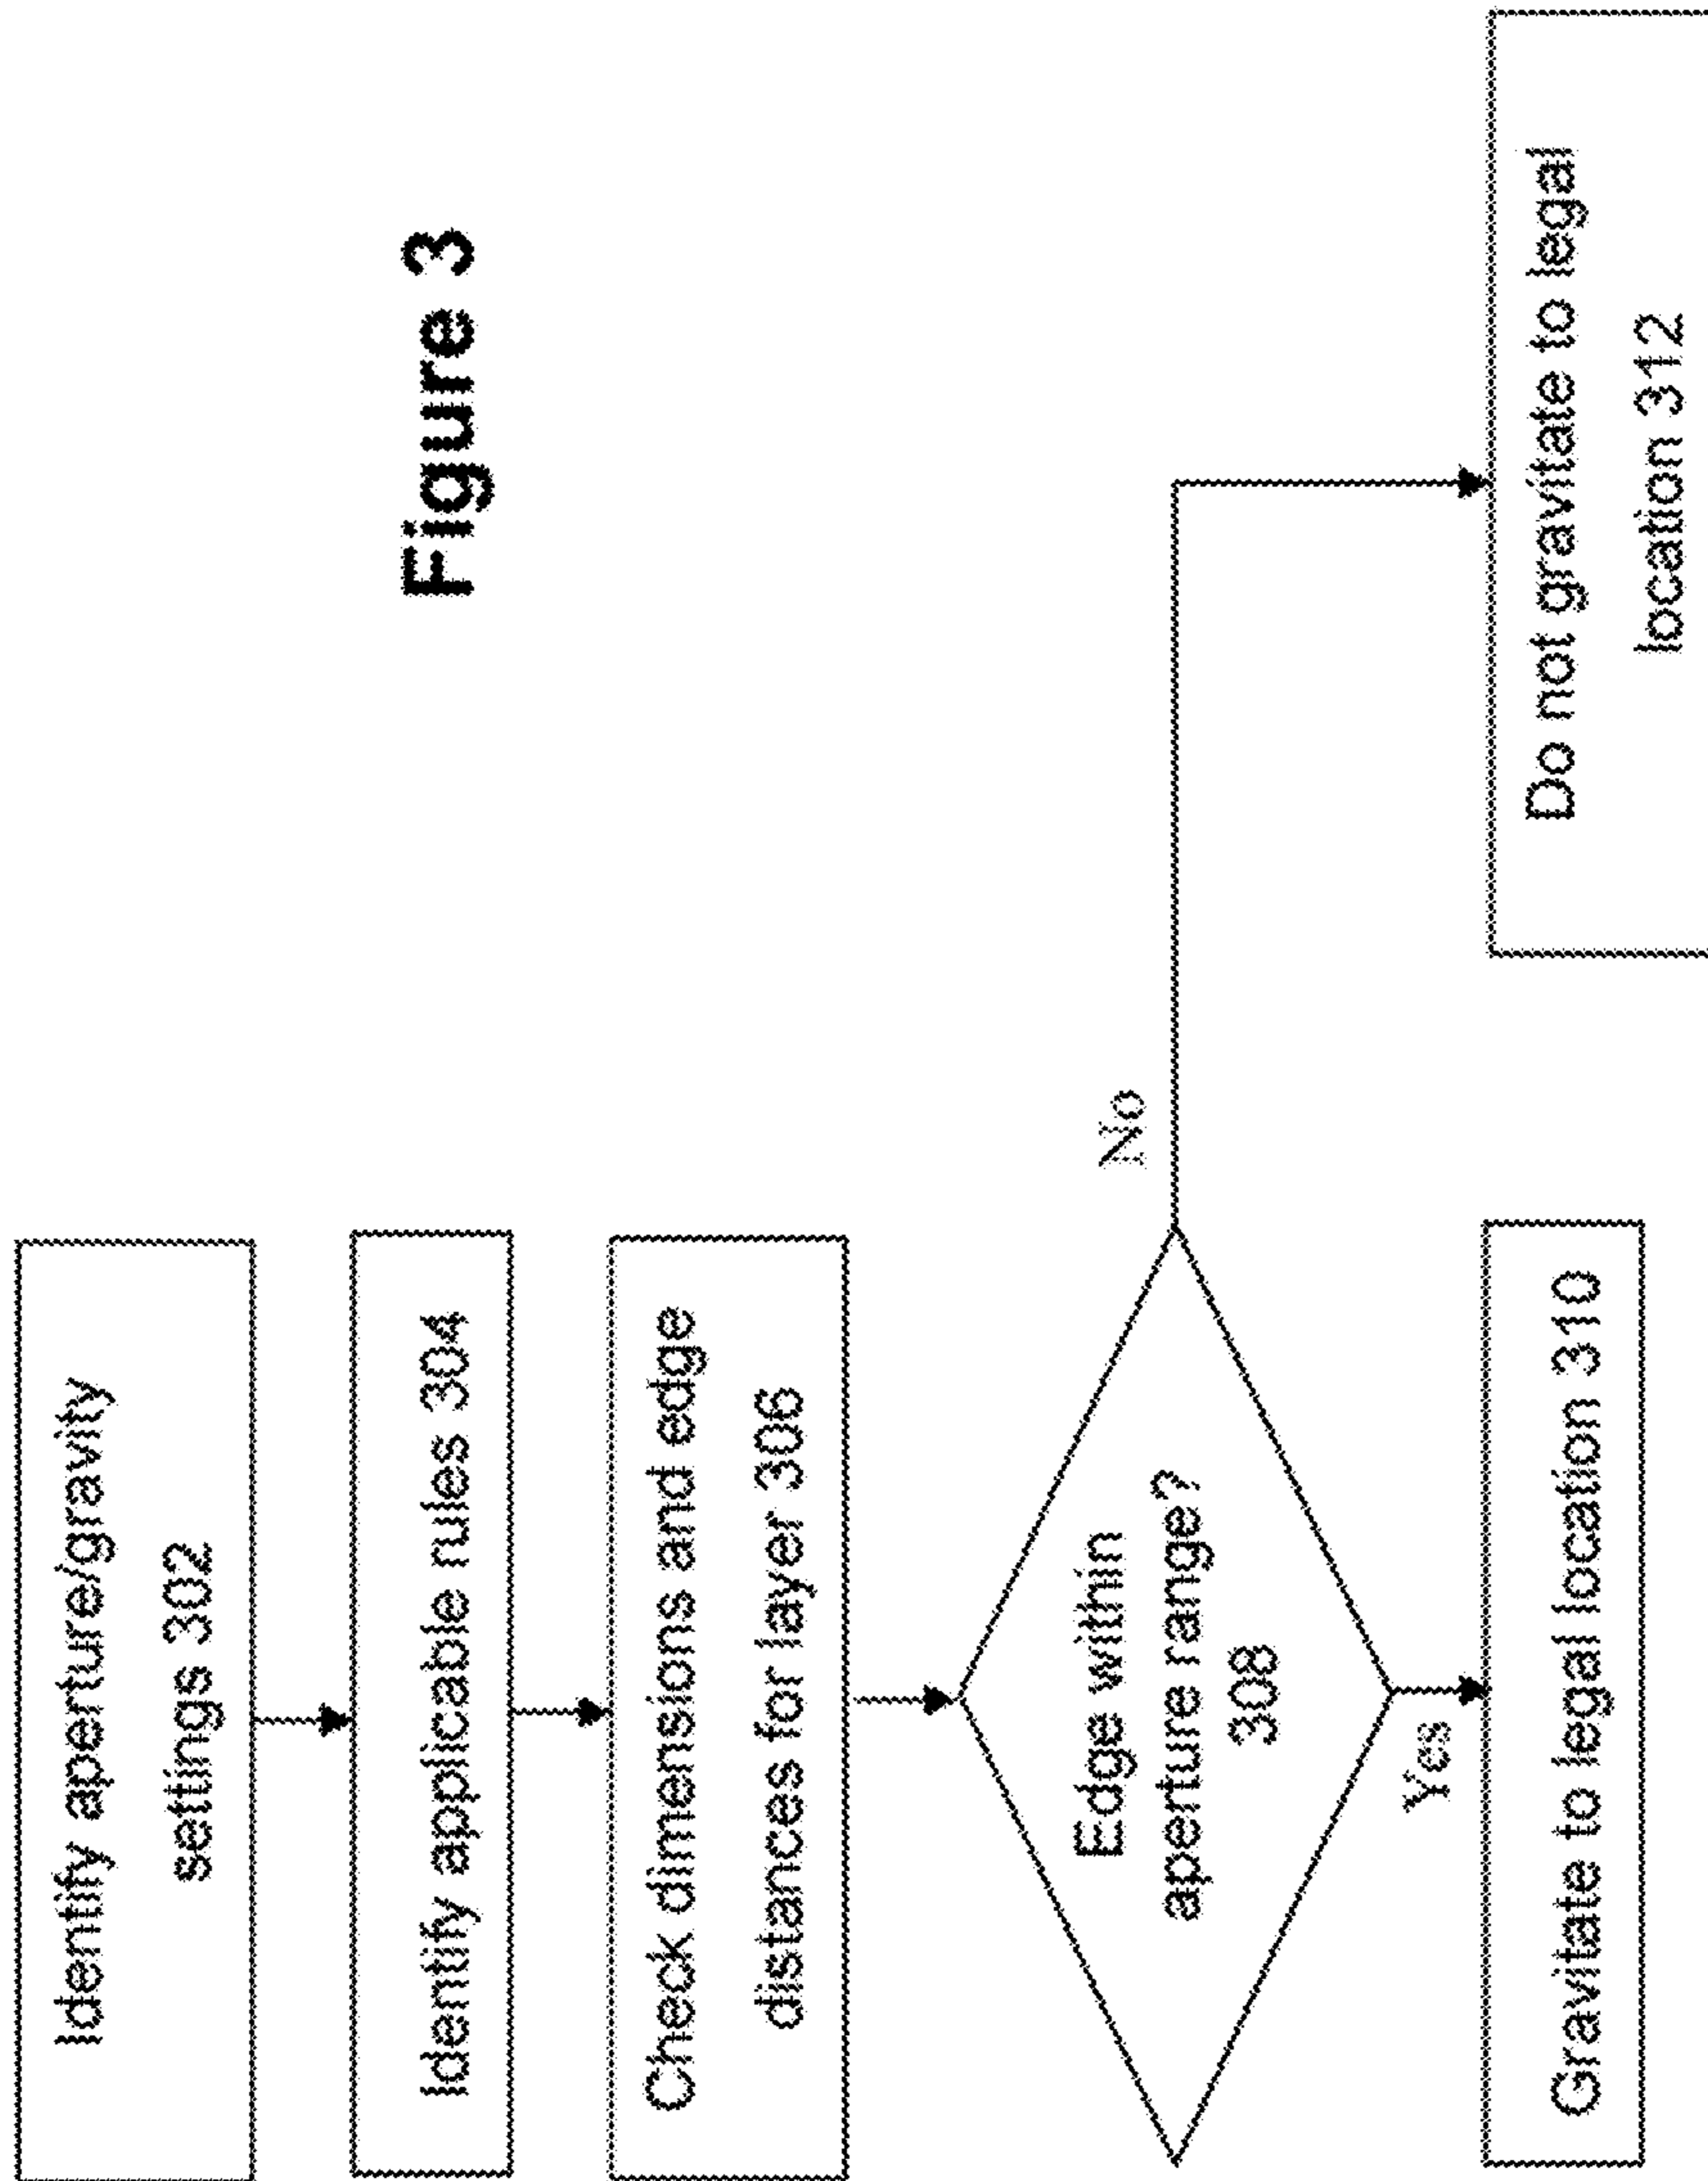 Figure 3
Identify aperture/gravity
settings 302
Identify applicable rules 304
Check dimensions and edge
distances for layer 306
Edge within
aperture range?
308
No
Yes
Gravitate to legal location 310
Do not gravitate to legal
location 312